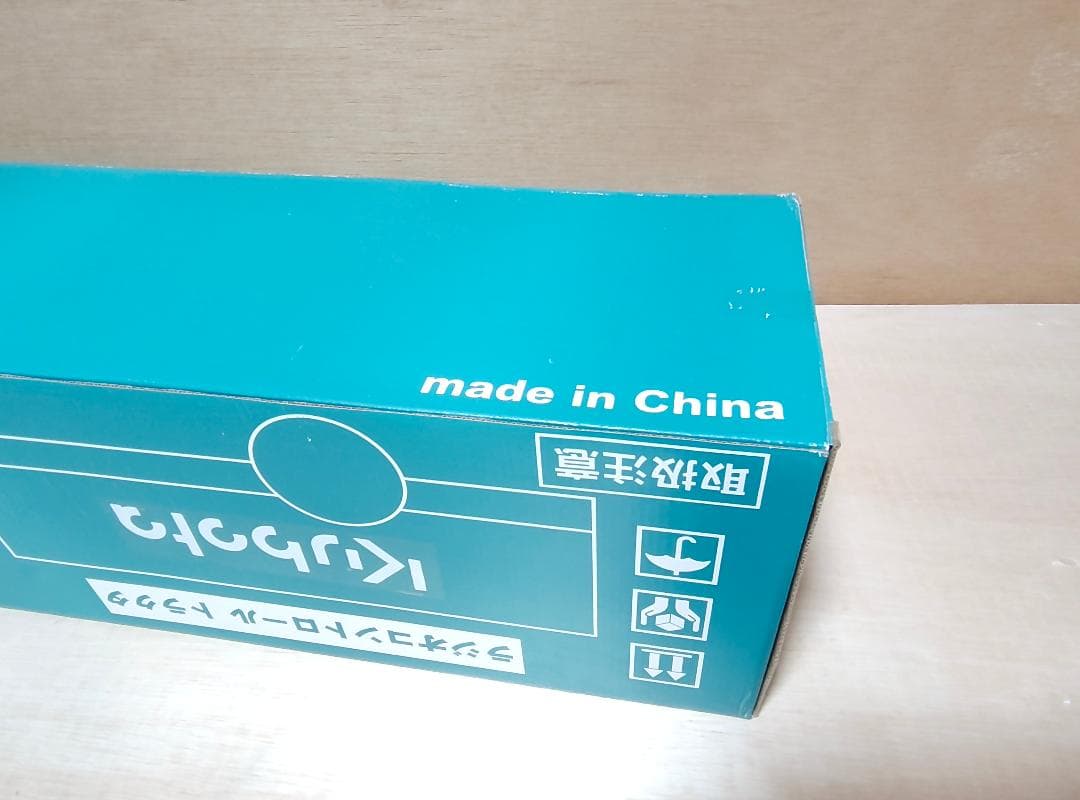 made in China
取扱注意
Kubota
ラジオコントロール トラクタ